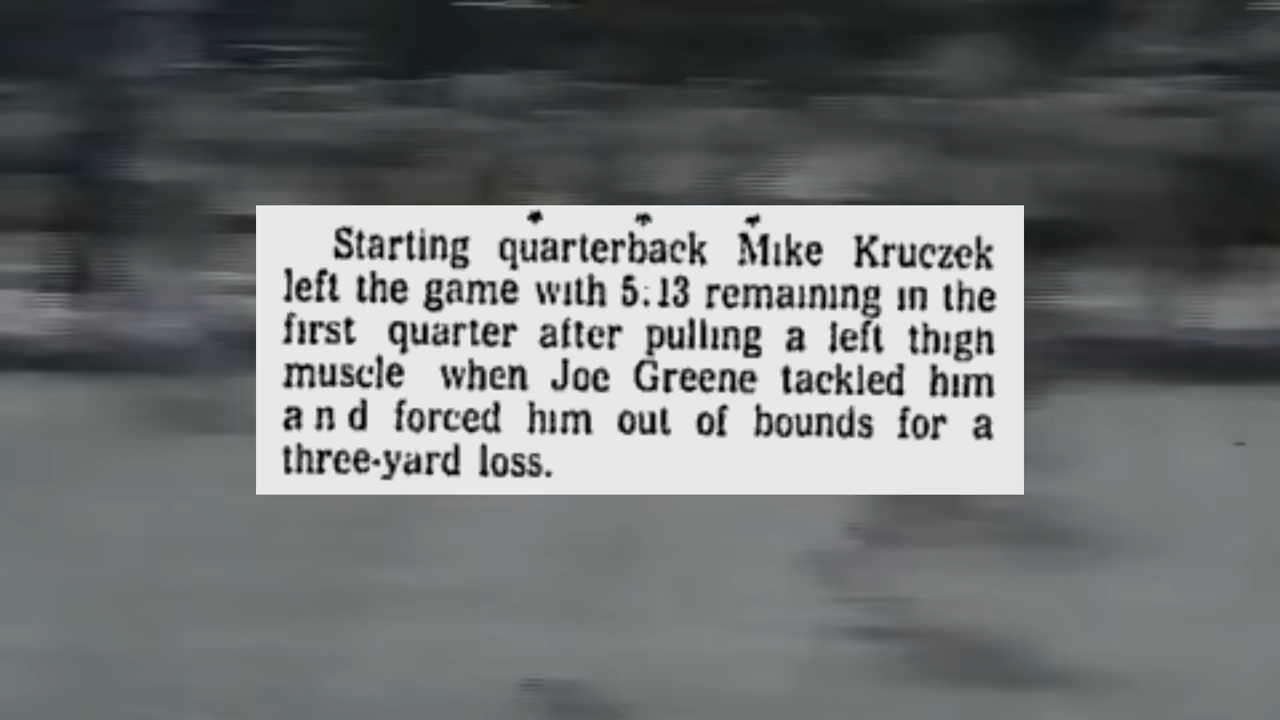 Starting quarterback Mike Kruczek
left the game with 5:13 remaining in the
first quarter after pulling a left thigh
muscle when Joe Greene tackled him
and forced him out of bounds for a
three-yard loss.